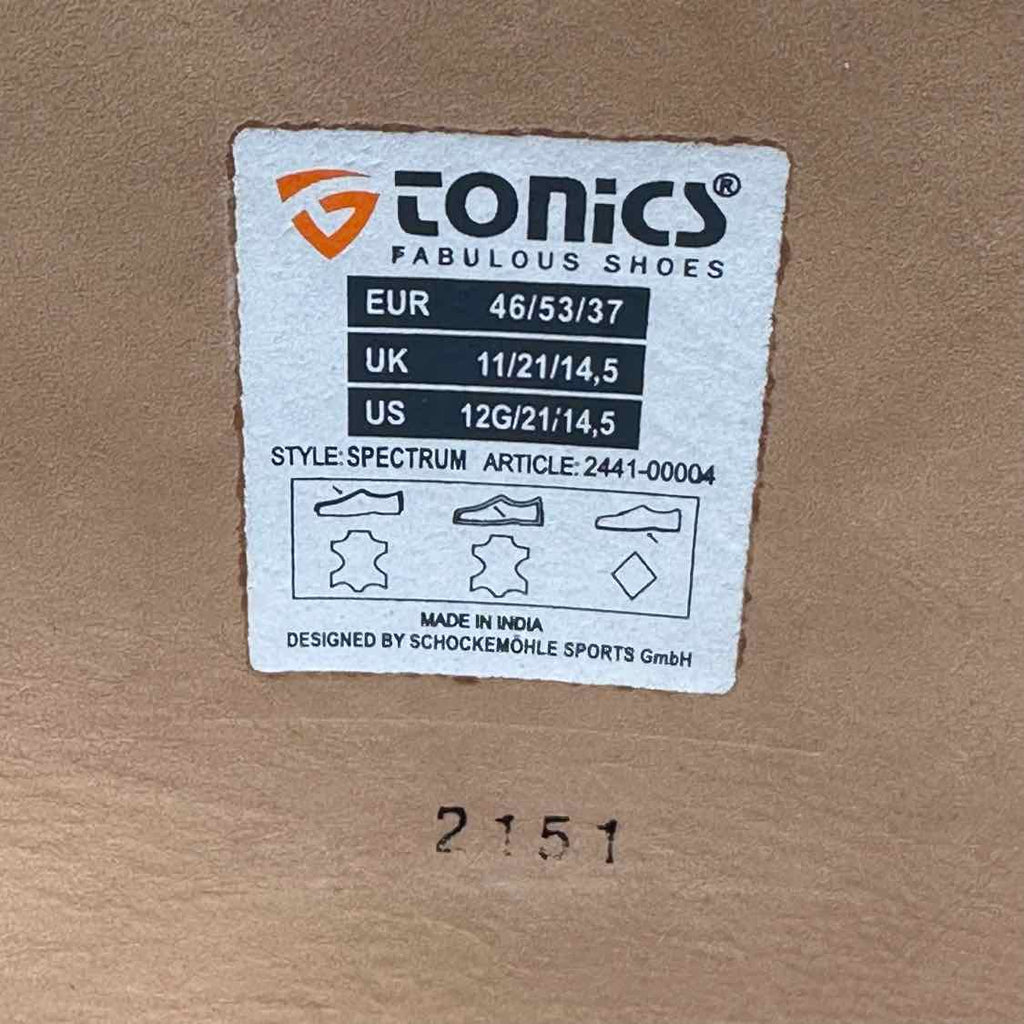 TONiCS®
FABULOUS SHOES
EUR 46/53/37
UK 11/21/14,5
US 12G/21/14,5
STYLE: SPECTRUM ARTICLE: 2441-00004
MADE IN INDIA
DESIGNED BY SCHOCKEMÖHLE SPORTS GmbH
2151